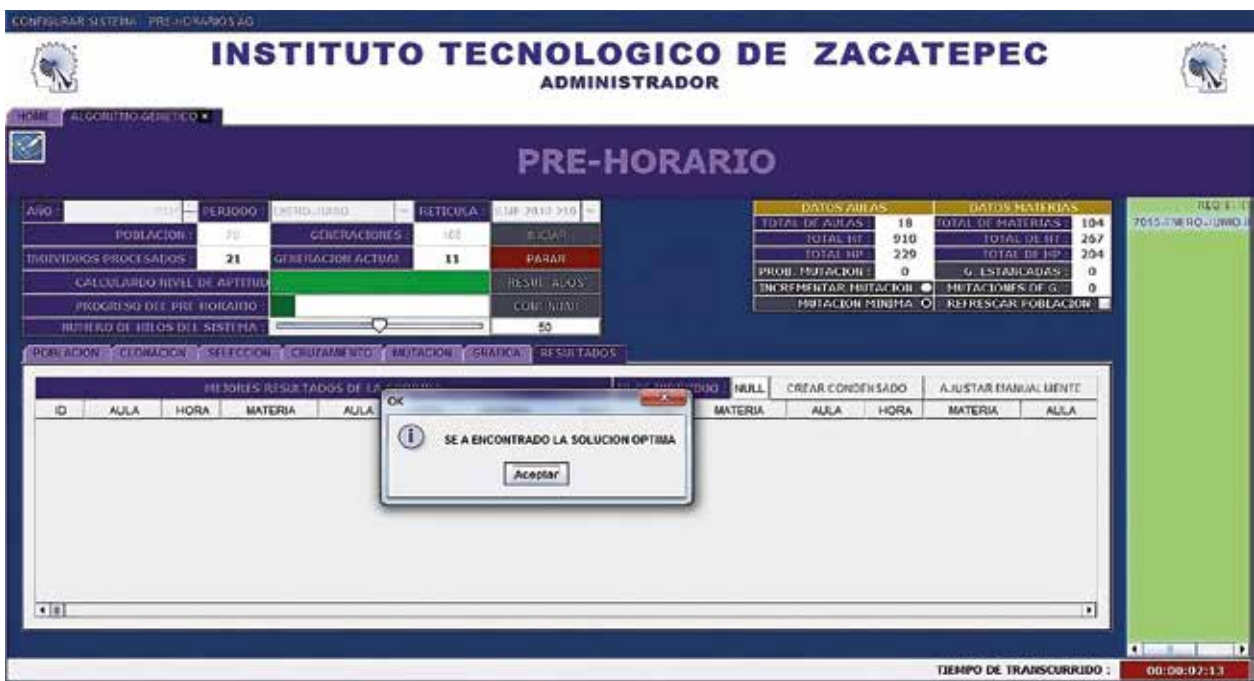 CONFIGURAR SISTEMA PRE-HORARIOS AG
INSTITUTO TECNOLOGICO DE ZACATEPEC
ADMINISTRADOR
HOME ALGORITMO GENETICO ×
PRE-HORARIO
AÑO : PERIODO : ENERO-JUNIO RETICULA :
POBLACION : 20 GENERACIONES 100 INICIAR
INDIVIDUOS PROCESADOS 21 GENERACION ACTUAL 11 PARAR
CALCULANDO NIVEL DE APTITUD RESULTADOS
PROGRESO DEL PRE HORARIO CONTINUAR
NUMERO DE HILOS DEL SISTEMA : 50
DATOS AULAS DATOS MATERIAS
TOTAL DE AULAS : 18 TOTAL DE MATERIAS : 104
TOTAL HT 910 TOTAL DE HT 267
TOTAL HP 229 TOTAL DE HP 204
PROB. MUTACION : 0 G. ESTANCADAS : 0
INCREMENTAR MUTACION MUTACIONES DE G. 0
MUTACION MINIMA REFRESCAR POBLACION
POBLACION CLONACION SELECCION CRUZAMIENTO MUTACION GRAFICA RESULTADOS
MEJORES RESULTADOS DE LA NULL CREAR CONDENSADO AJUSTAR MANUALMENTE
ID AULA HORA MATERIA AULA MATERIA AULA HORA MATERIA AULA
OK
SE A ENCONTRADO LA SOLUCION OPTIMA
Aceptar
TIEMPO DE TRANSCURRIDO : 00:00:02:13